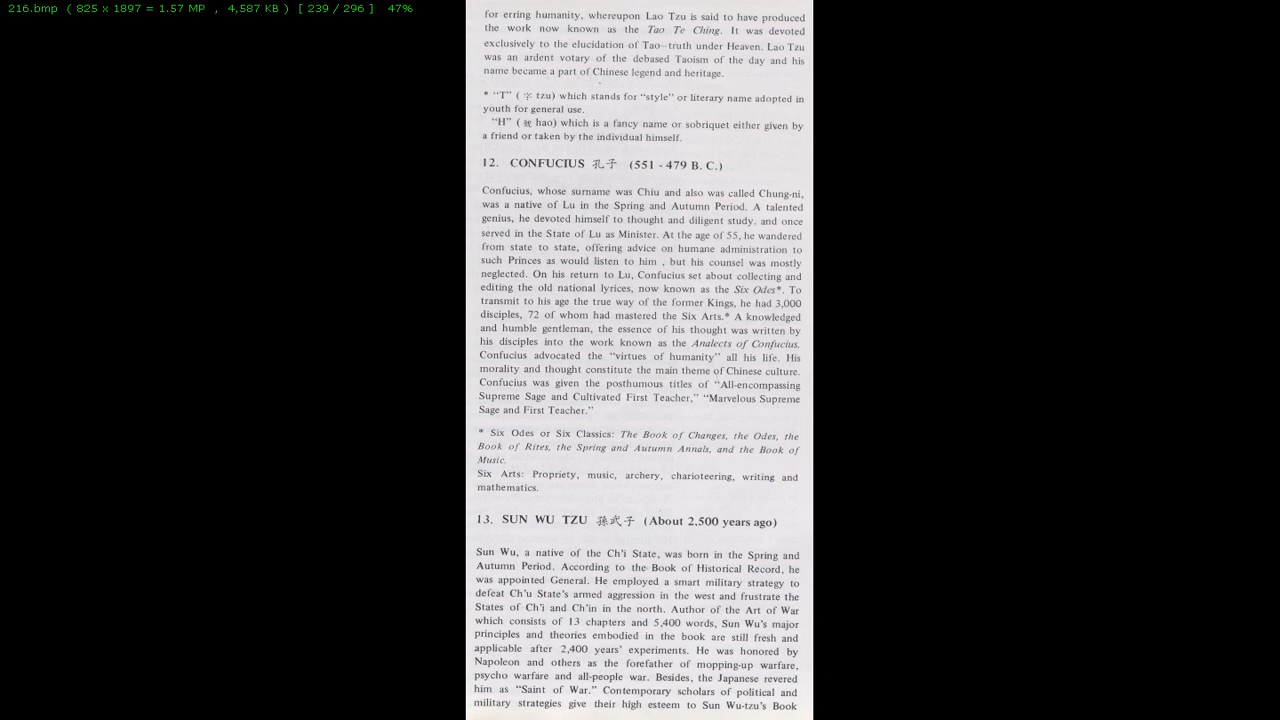 216.bmp ( 825 x 1897 = 1.57 MP , 4,587 KB ) [ 239 / 296 ] 47%
for erring humanity, whereupon Lao Tzu is said to have produced
the work now known as the Tao Te Ching. It was devoted
exclusively to the elucidation of Tao—truth under Heaven. Lao Tzu
was an ardent votary of the debased Taoism of the day and his
name became a part of Chinese legend and heritage.
* “T” ( 字 tzu) which stands for “style” or literary name adopted in
youth for general use.
“H” ( 號 hao) which is a fancy name or sobriquet either given by
a friend or taken by the individual himself.
12. CONFUCIUS 孔子 (551 - 479 B. C.)
Confucius, whose surname was Chiu and also was called Chung-ni,
was a native of Lu in the Spring and Autumn Period. A talented
genius, he devoted himself to thought and diligent study, and once
served in the State of Lu as Minister. At the age of 55, he wandered
from state to state, offering advice on humane administration to
such Princes as would listen to him , but his counsel was mostly
neglected. On his return to Lu, Confucius set about collecting and
editing the old national lyrices, now known as the Six Odes*. To
transmit to his age the true way of the former Kings, he had 3,000
disciples, 72 of whom had mastered the Six Arts.* A knowledged
and humble gentleman, the essence of his thought was written by
his disciples into the work known as the Analects of Confucius.
Confucius advocated the “virtues of humanity” all his life. His
morality and thought constitute the main theme of Chinese culture.
Confucius was given the posthumous titles of “All-encompassing
Supreme Sage and Cultivated First Teacher,” “Marvelous Supreme
Sage and First Teacher.”
* Six Odes or Six Classics: The Book of Changes, the Odes, the
Book of Rites, the Spring and Autumn Annals, and the Book of
Music.
Six Arts: Propriety, music, archery, charioteering, writing and
mathematics.
13. SUN WU TZU 孫武子 (About 2,500 years ago)
Sun Wu, a native of the Ch’i State, was born in the Spring and
Autumn Period. According to the Book of Historical Record, he
was appointed General. He employed a smart military strategy to
defeat Ch’u State’s armed aggression in the west and frustrate the
States of Ch’i and Ch’in in the north. Author of the Art of War
which consists of 13 chapters and 5,400 words, Sun Wu’s major
principles and theories embodied in the book are still fresh and
applicable after 2,400 years’ experiments. He was honored by
Napoleon and others as the forefather of mopping-up warfare,
psycho warfare and all-people war. Besides, the Japanese revered
him as “Saint of War.” Contemporary scholars of political and
military strategies give their high esteem to Sun Wu-tzu’s Book